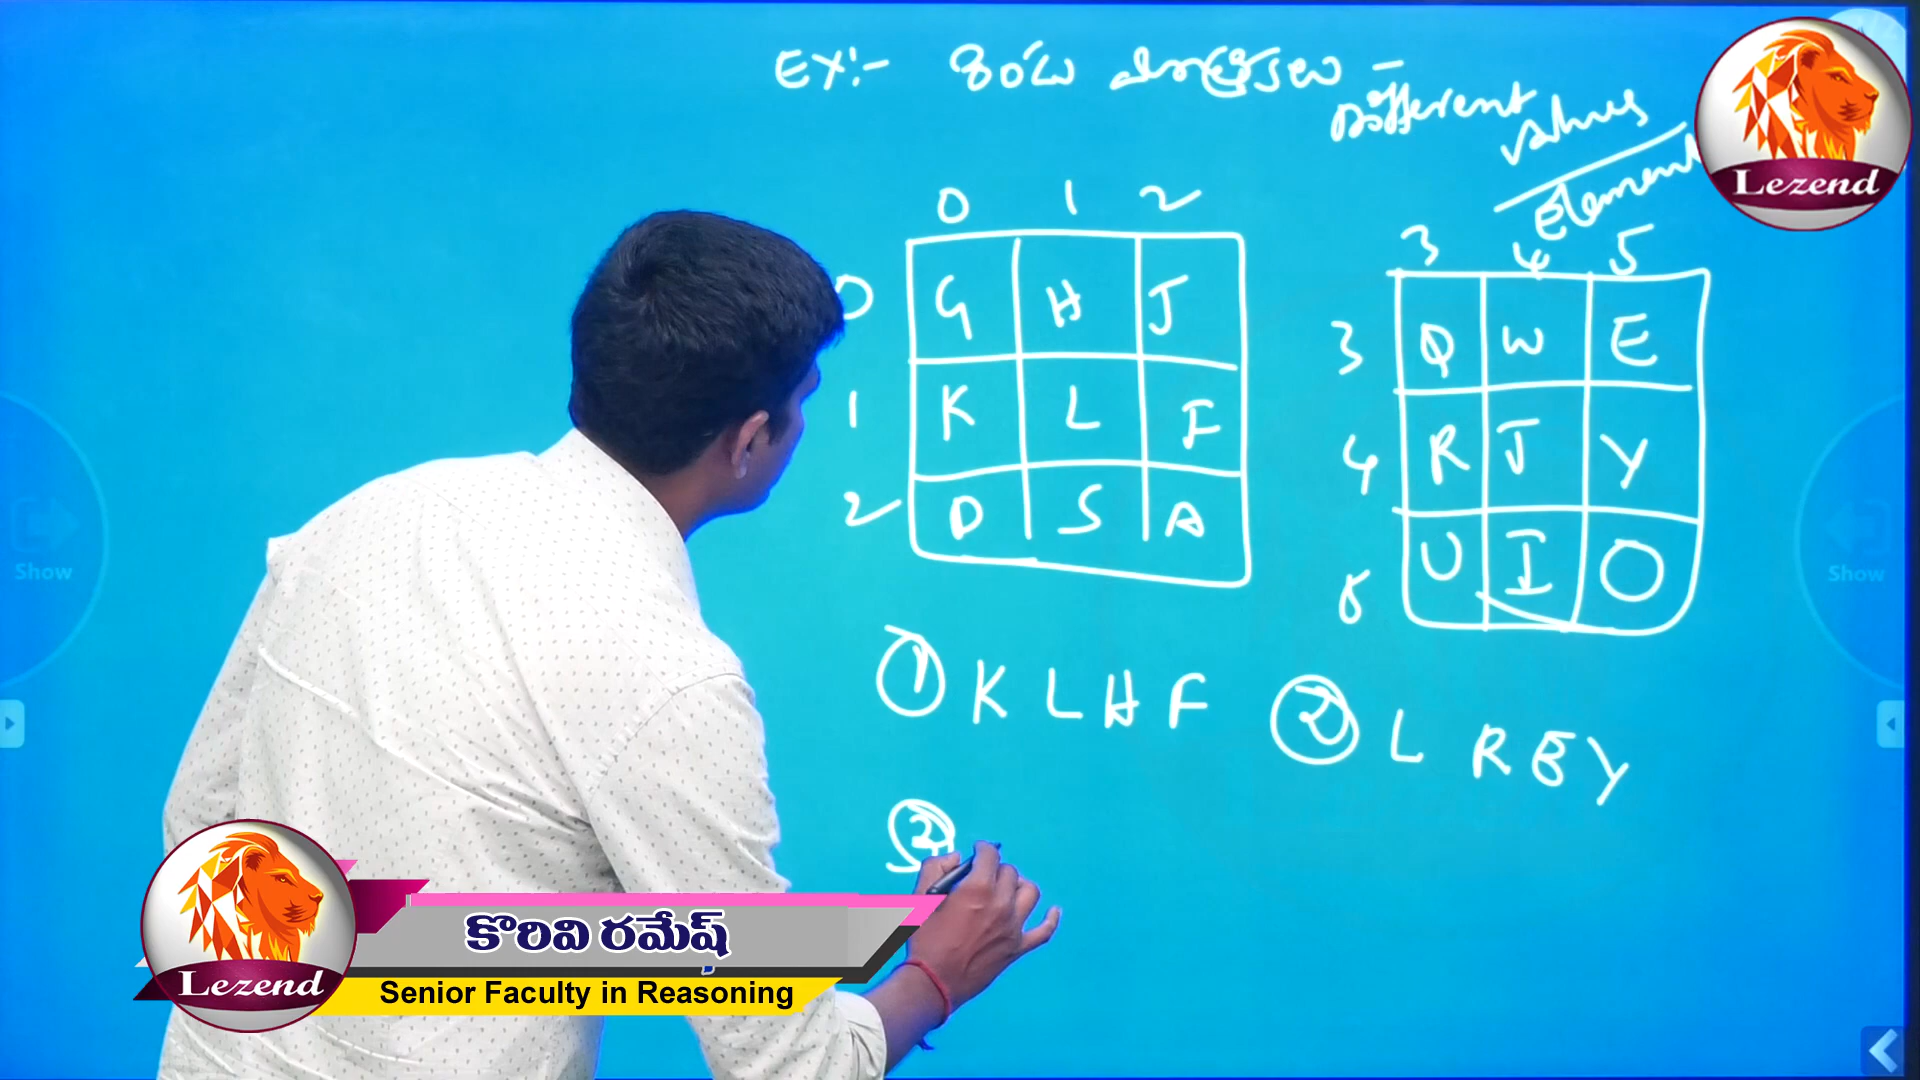 EX:- రెండు మాత్రికలు -
Different values
Element
0 1 2
0 G H J
1 K L F
2 D S A
3 4 5
3 Q W E
4 R J Y
5 U I O
① K L H F
② L R E Y
Show
Show
Lezend
కొరివి రమేష్
Senior Faculty in Reasoning
Lezend